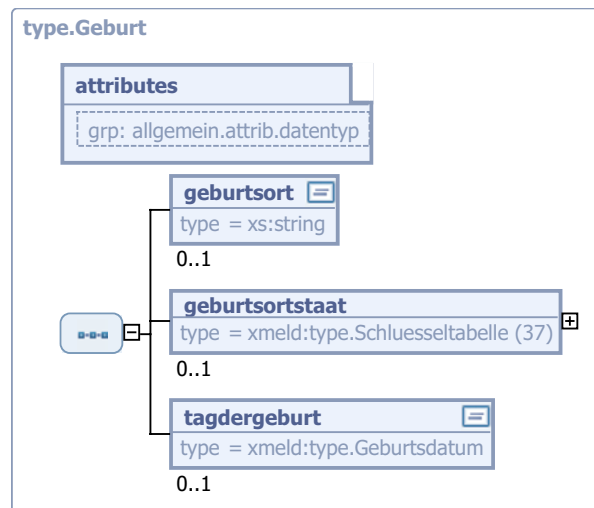 type.Geburt
attributes
grp: allgemein.attrib.datentyp
geburtsort
type = xs:string
0..1
geburtsortstaat
type = xmeld:type.Schluesseltabelle (37)
0..1
tagdergeburt
type = xmeld:type.Geburtsdatum
0..1